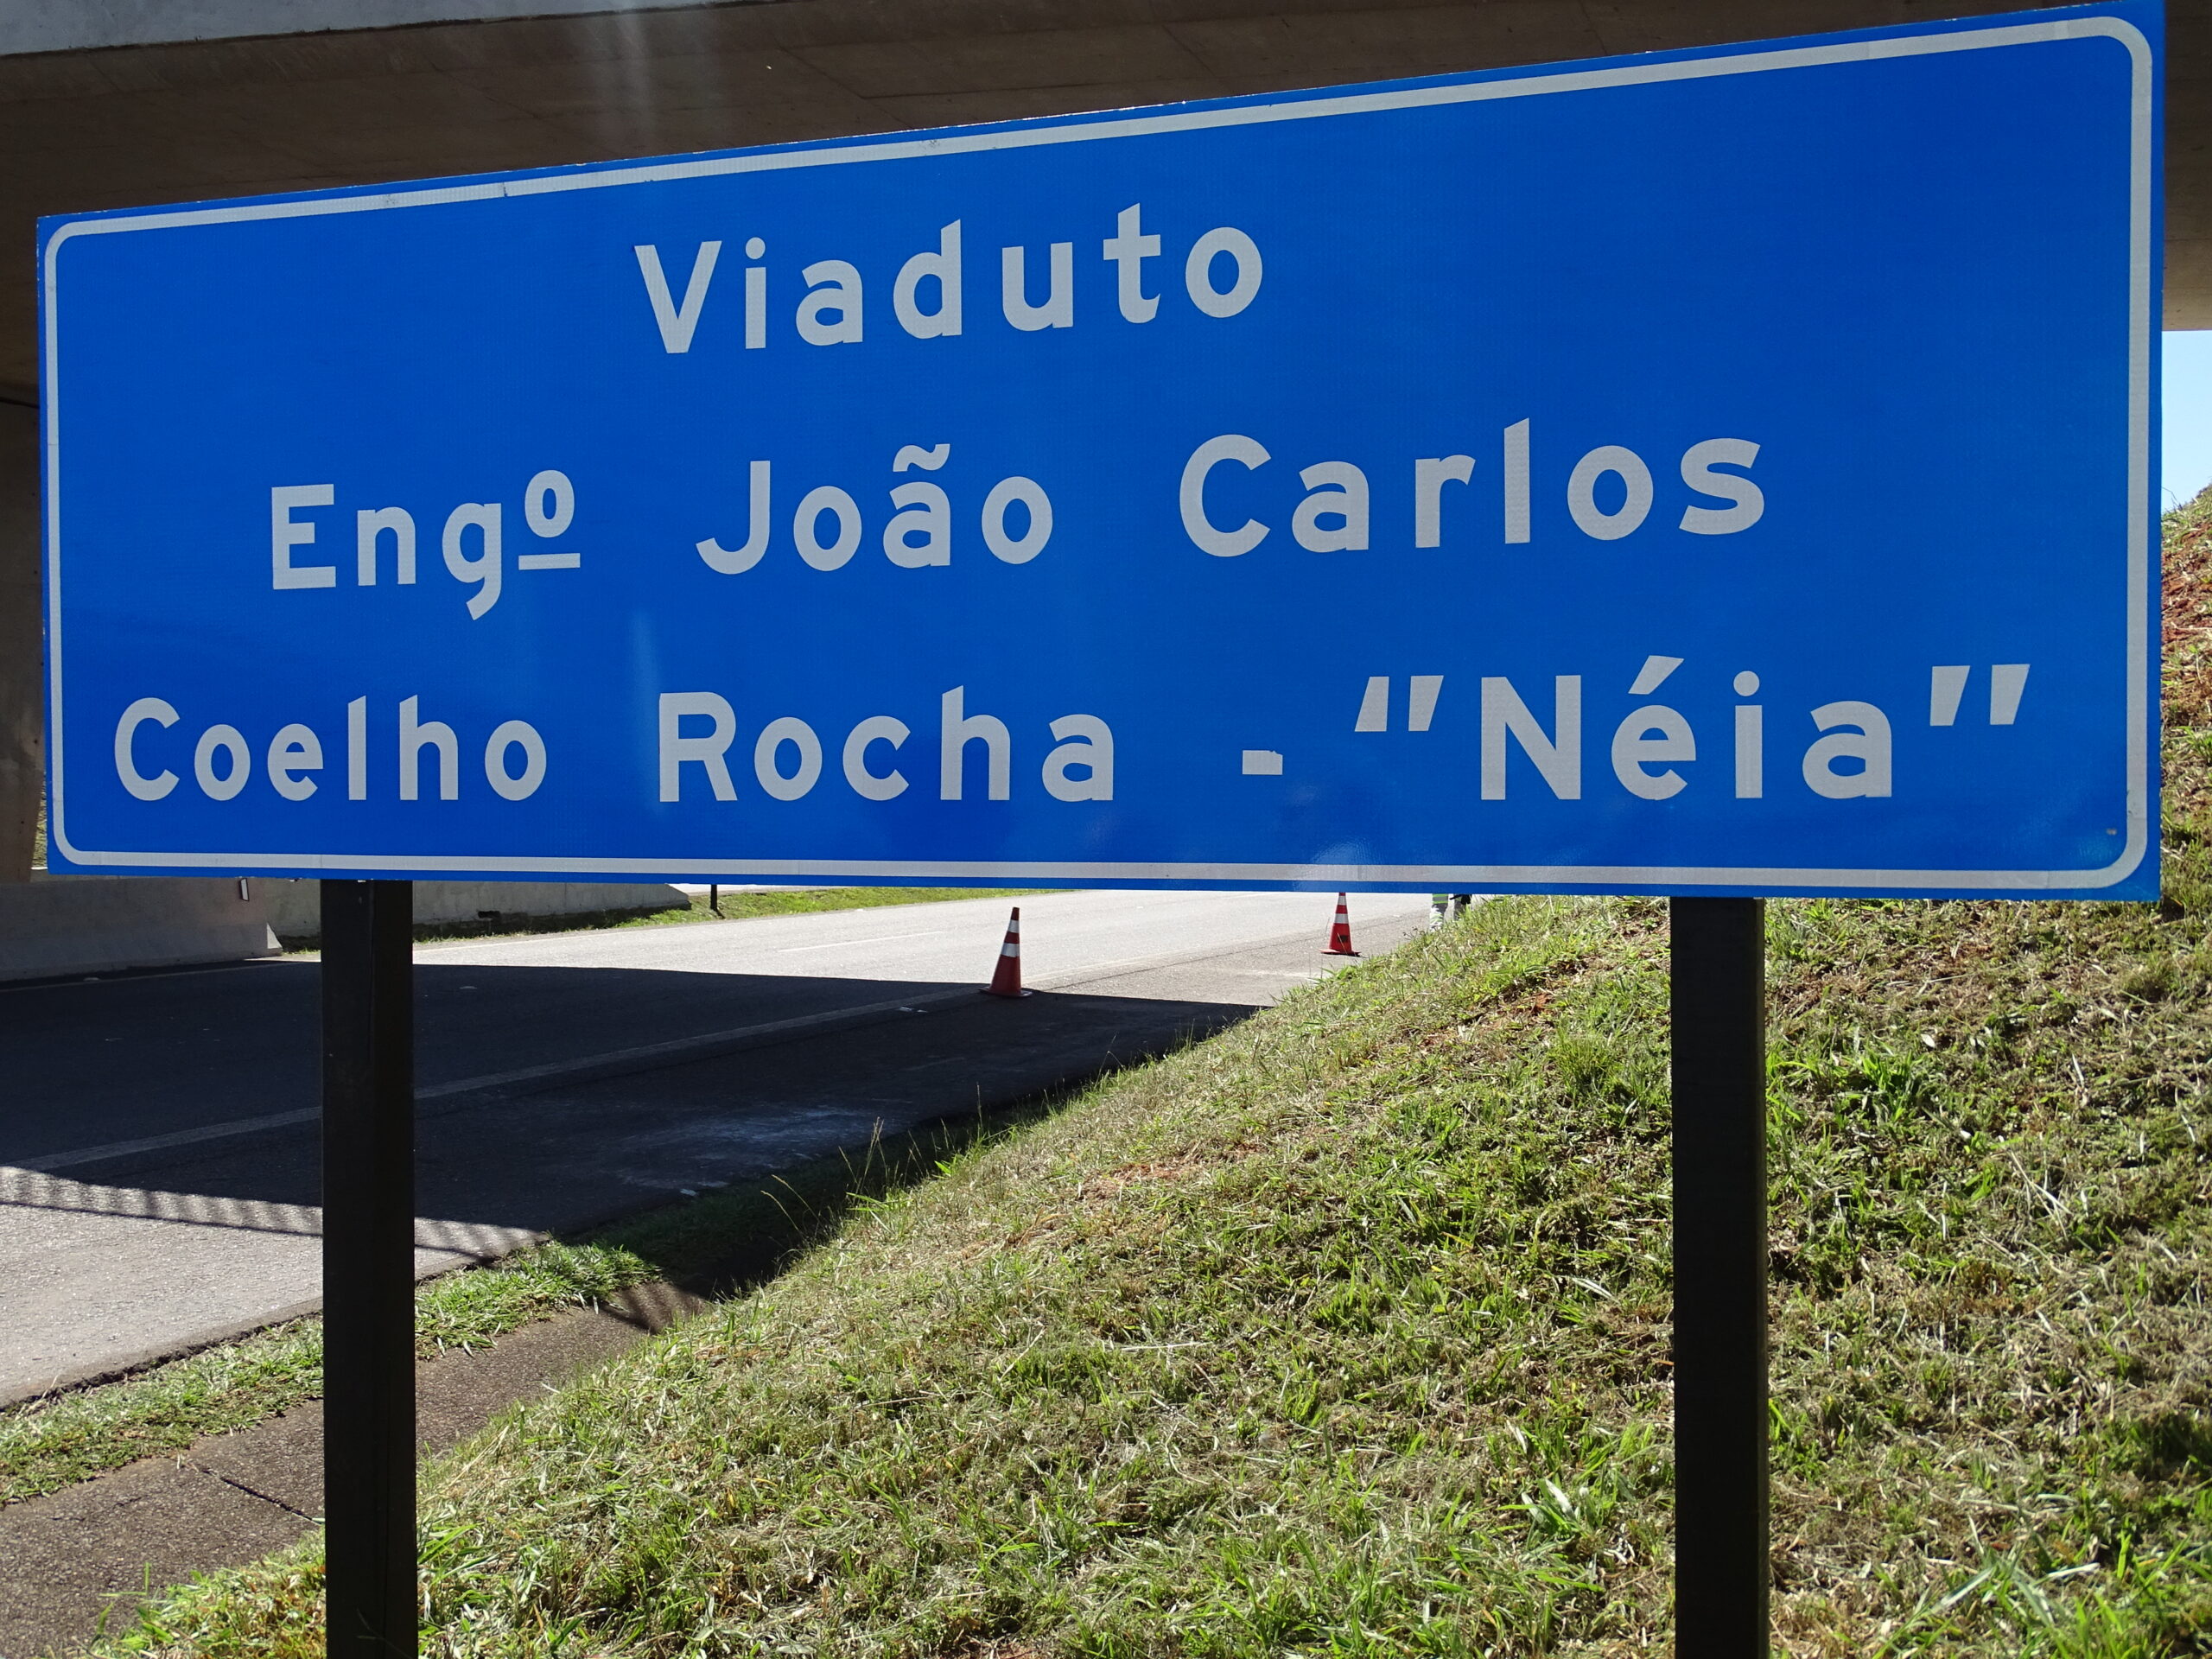 Viaduto
Engº João Carlos
Coelho Rocha - "Néia"